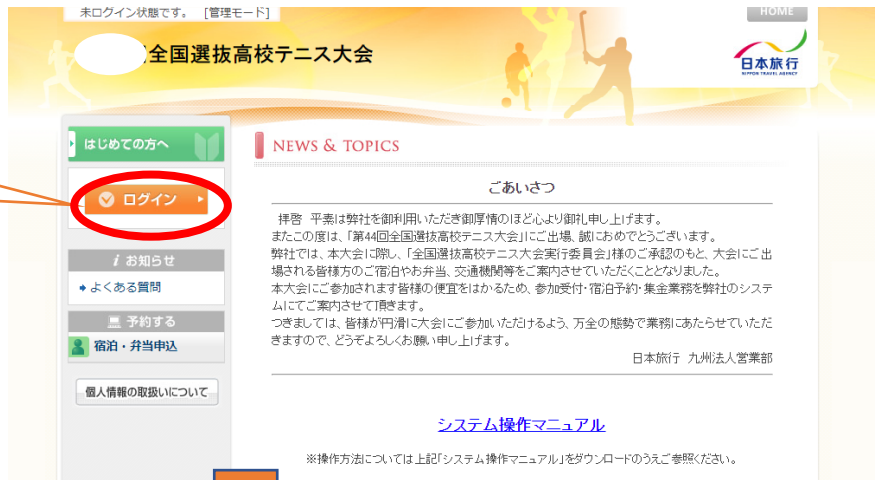 未ログイン状態です。 [管理モード]
HOME
全国選抜高校テニス大会
日本旅行
NIPPON TRAVEL AGENCY
はじめての方へ
ログイン
お知らせ
よくある質問
予約する
宿泊・弁当申込
個人情報の取扱いについて
NEWS & TOPICS
ごあいさつ
拝啓 平素は弊社を御利用いただき御厚情のほど心より御礼申し上げます。
またこの度は、「第44回全国選抜高校テニス大会」にご出場、誠におめでとうございます。
弊社では、本大会に際し、「全国選抜高校テニス大会実行委員会」様のご承認のもと、大会にご出
場される皆様方のご宿泊やお弁当、交通機関等をご案内させていただくこととなりました。
本大会にご参加されます皆様の便宜をはかるため、参加受付・宿泊予約・集金業務を弊社のシステ
ムにてご案内させて頂きます。
つきましては、皆様が円滑に大会にご参加いただけるよう、万全の態勢で業務にあたらせていただ
きますので、どうぞよろしくお願い申し上げます。
日本旅行 九州法人営業部
システム操作マニュアル
※操作方法については上記「システム操作マニュアル」をダウンロードのうえご参照ください。